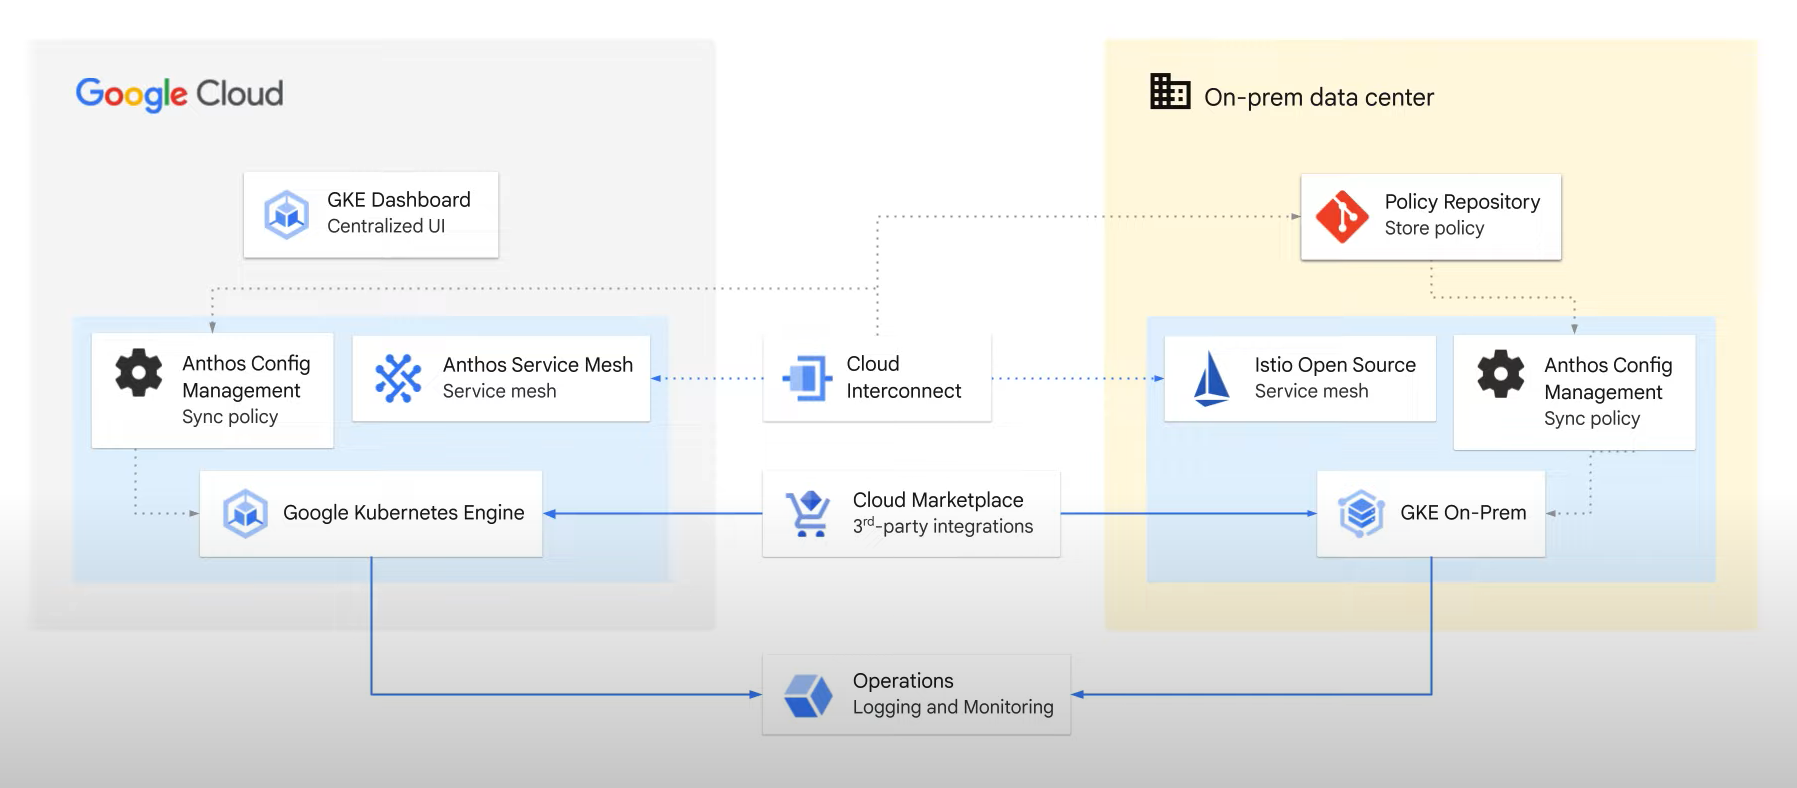 Google Cloud
On-prem data center
GKE Dashboard
Centralized UI
Policy Repository
Store policy
Anthos Config
Management
Sync policy
Anthos Service Mesh
Service mesh
Cloud
Interconnect
Istio Open Source
Service mesh
Anthos Config
Management
Sync policy
Google Kubernetes Engine
Cloud Marketplace
3rd-party integrations
GKE On-Prem
Operations
Logging and Monitoring